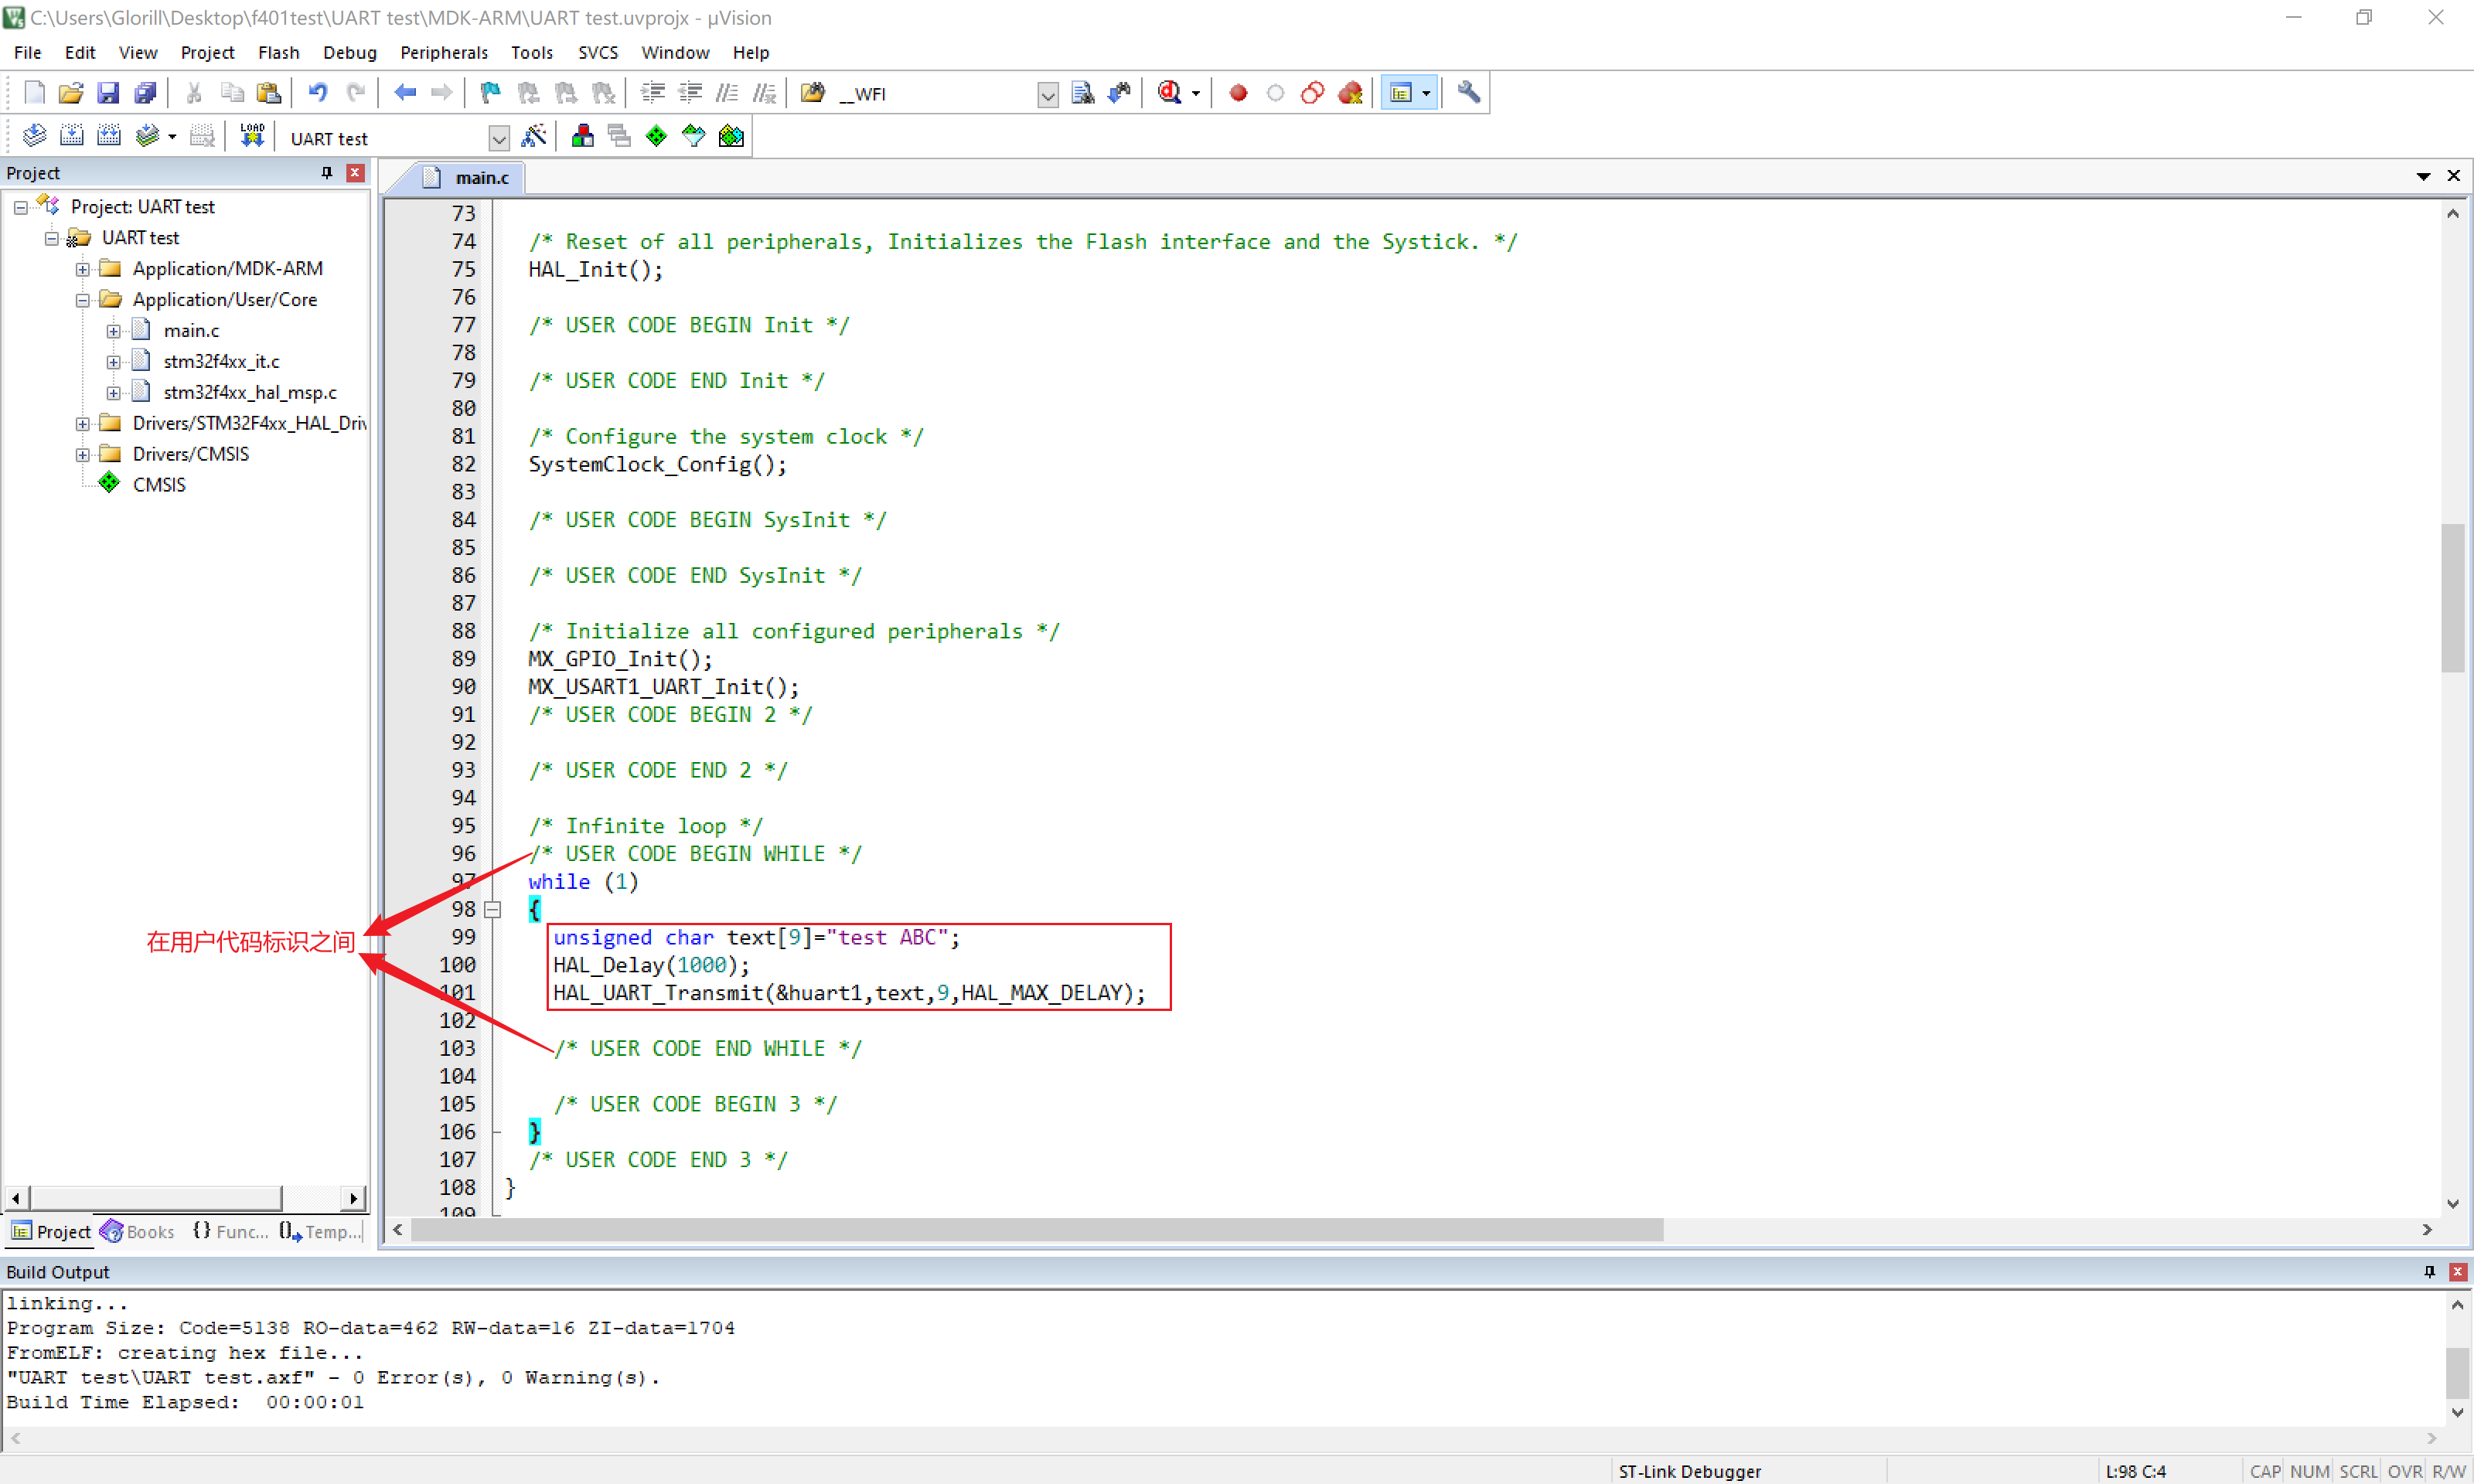 C:\Users\Glorill\Desktop\f401test\UART test\MDK-ARM\UART test.uvprojx - µVision
File Edit View Project Flash Debug Peripherals Tools SVCS Window Help
__WFI
LOAD UART test
Project
main.c
Project: UART test
UART test
Application/MDK-ARM
Application/User/Core
main.c
stm32f4xx_it.c
stm32f4xx_hal_msp.c
Drivers/STM32F4xx_HAL_Driv
Drivers/CMSIS
CMSIS
Project Books {} Func... Temp...
73
74 /* Reset of all peripherals, Initializes the Flash interface and the Systick. */
75 HAL_Init();
76
77 /* USER CODE BEGIN Init */
78
79 /* USER CODE END Init */
80
81 /* Configure the system clock */
82 SystemClock_Config();
83
84 /* USER CODE BEGIN SysInit */
85
86 /* USER CODE END SysInit */
87
88 /* Initialize all configured peripherals */
89 MX_GPIO_Init();
90 MX_USART1_UART_Init();
91 /* USER CODE BEGIN 2 */
92
93 /* USER CODE END 2 */
94
95 /* Infinite loop */
96 /* USER CODE BEGIN WHILE */
97 while (1)
98 {
99 unsigned char text[9]="test ABC";
100 HAL_Delay(1000);
101 HAL_UART_Transmit(&huart1,text,9,HAL_MAX_DELAY);
102
103 /* USER CODE END WHILE */
104
105 /* USER CODE BEGIN 3 */
106 }
107 /* USER CODE END 3 */
108 }
109
在用户代码标识之间
Build Output
linking...
Program Size: Code=5138 RO-data=462 RW-data=16 ZI-data=1704
FromELF: creating hex file...
"UART test\UART test.axf" - 0 Error(s), 0 Warning(s).
Build Time Elapsed:  00:00:01
ST-Link Debugger L:98 C:4 CAP NUM SCRL OVR R/W